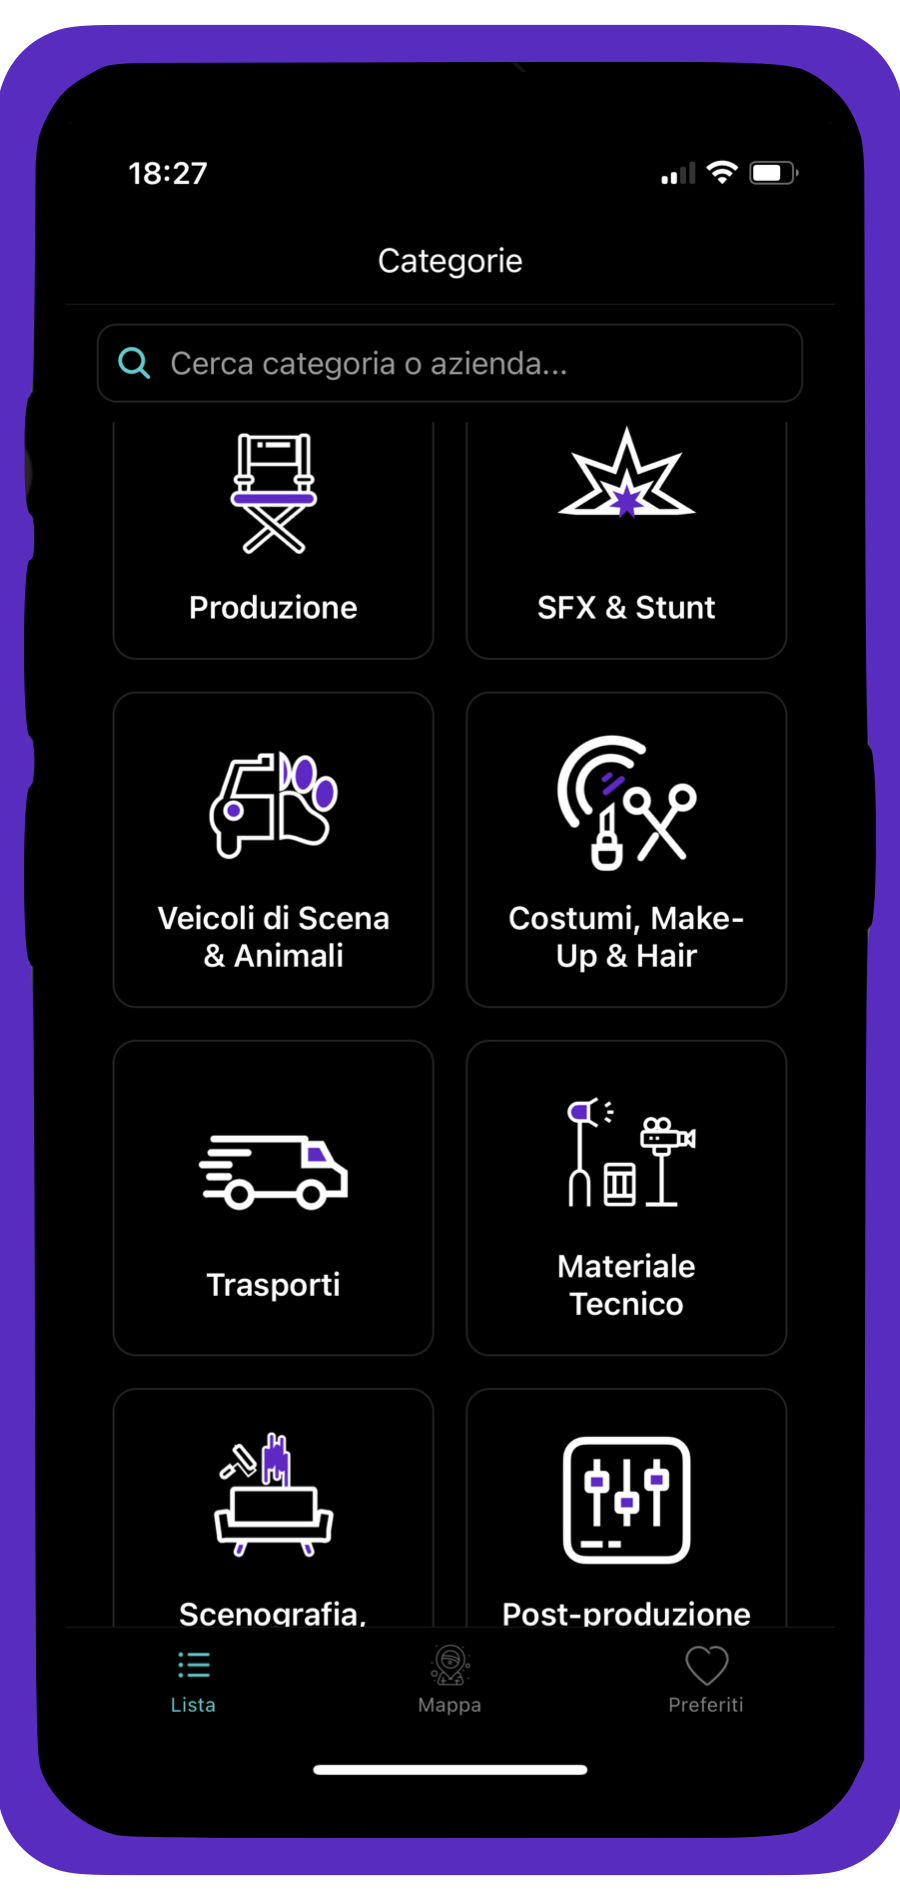 18:27
Categorie
Cerca categoria o azienda...
Produzione
SFX & Stunt
Veicoli di Scena
& Animali
Costumi, Make-
Up & Hair
Trasporti
Materiale
Tecnico
Scenografia,
Post-produzione
Lista
Mappa
Preferiti